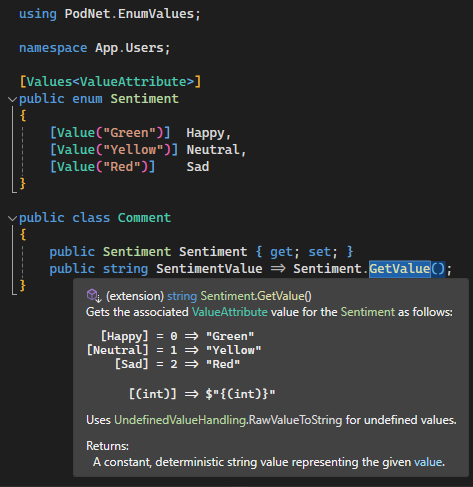 using PodNet.EnumValues;
namespace App.Users;
[Values<ValueAttribute>]
public enum Sentiment
{
[Value("Green")] Happy,
[Value("Yellow")] Neutral,
[Value("Red")] Sad
}
public class Comment
{
public Sentiment Sentiment { get; set; }
public string SentimentValue => Sentiment.GetValue();
}
(extension) string Sentiment.GetValue()
Gets the associated ValueAttribute value for the Sentiment as follows:
[Happy] = 0 => "Green"
[Neutral] = 1 => "Yellow"
[Sad] = 2 => "Red"
[(int)] => $"{(int)}"
Uses UndefinedValueHandling.RawValueToString for undefined values.
Returns:
A constant, deterministic string value representing the given value.